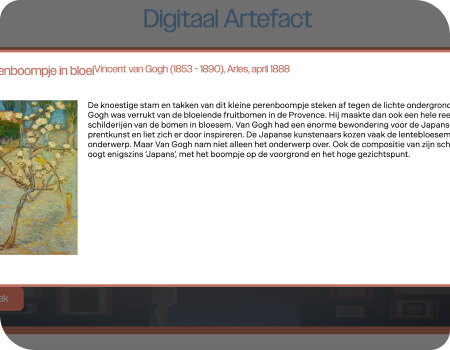 Digitaal Artefact
enboompje in bloei
Vincent van Gogh (1853 - 1890), Arles, april 1888
De knoestige stam en takken van dit kleine perenboompje steken af tegen de lichte ondergrond
Gogh was verrukt van de bloeiende fruitbomen in de Provence. Hij maakte dan ook een hele ree
schilderijen van de bomen in bloesem. Van Gogh had een enorme bewondering voor de Japans
prentkunst en liet zich er door inspireren. De Japanse kunstenaars kozen vaak de lentebloesem
onderwerp. Maar Van Gogh nam niet alleen het onderwerp over. Ook de compositie van zijn sch
oogt enigszins 'Japans', met het boompje op de voorgrond en het hoge gezichtspunt.
ek